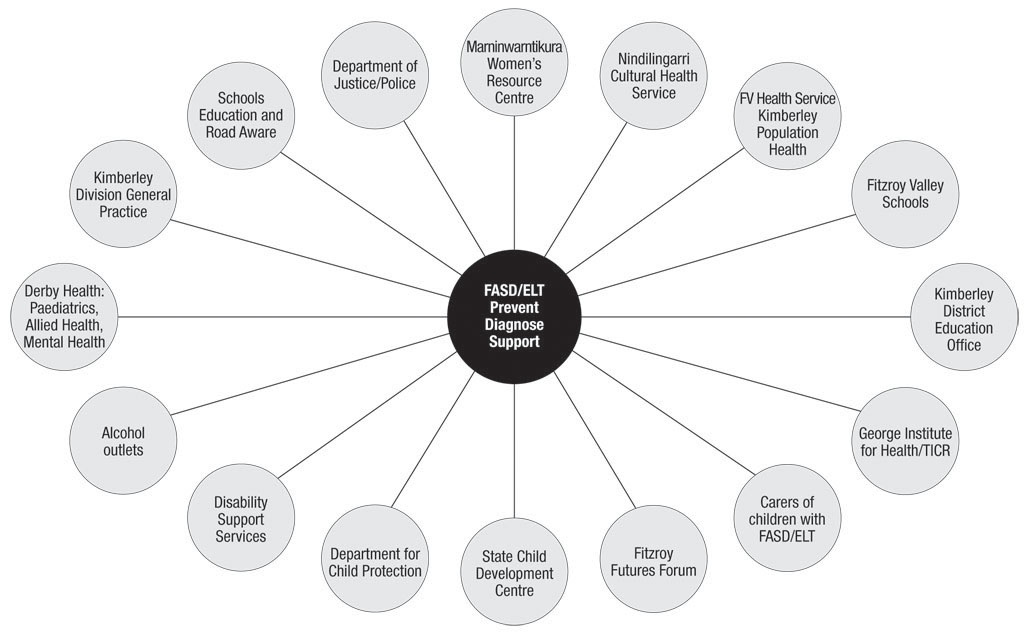 Marninwarntikura
Women's
Resource
Centre
Nindilingarri
Cultural Health
Service
FV Health Service
Kimberley
Population
Health
Fitzroy Valley
Schools
Kimberley
District
Education
Office
George Institute
for Health/TICR
Carers of
children with
FASD/ELT
Fitzroy
Futures Forum
State Child
Development
Centre
Department for
Child Protection
Disability
Support
Services
Alcohol
outlets
Derby Health:
Paediatrics,
Allied Health,
Mental Health
Kimberley
Division General
Practice
Schools
Education and
Road Aware
Department of
Justice/Police
FASD/ELT
Prevent
Diagnose
Support